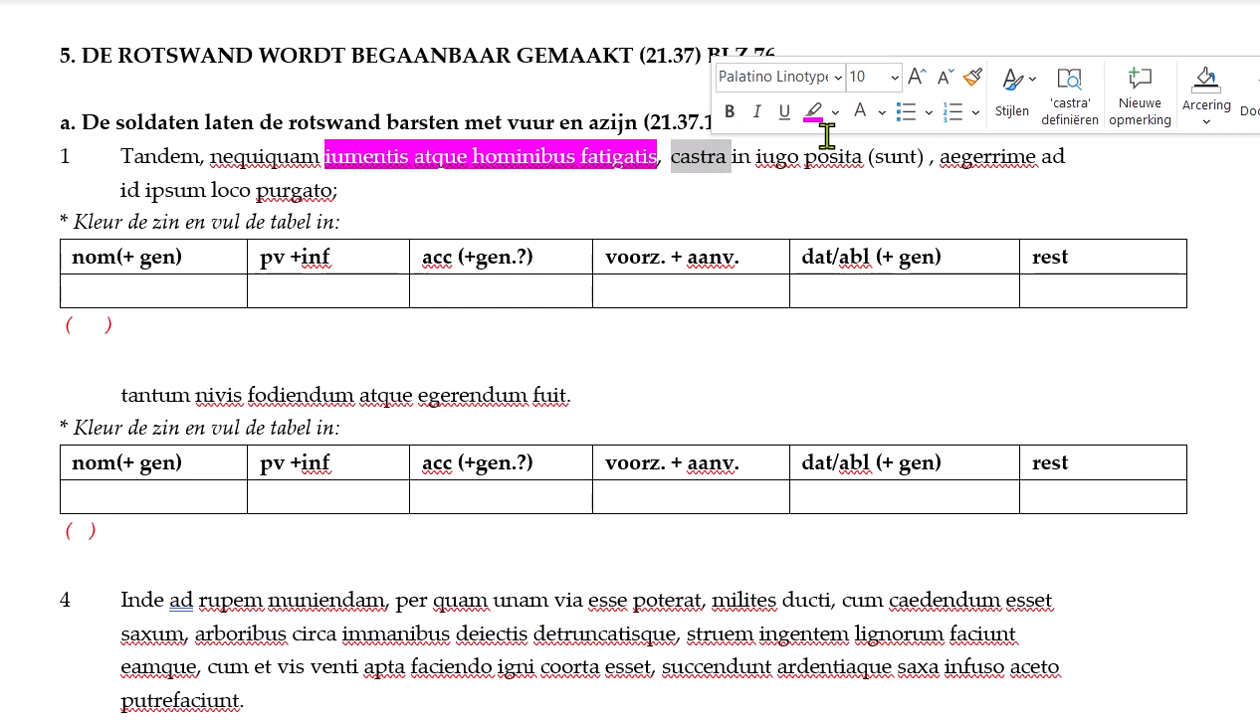 5. DE ROTSWAND WORDT BEGAANBAAR GEMAAKT (21.37) BLZ 76
Palatino Linotype 10
B I U A Stijlen 'castra' definiëren Nieuwe opmerking Arcering
a. De soldaten laten de rotswand barsten met vuur en azijn (21.37.1
1 Tandem, nequiquam iumentis atque hominibus fatigatis, castra in iugo posita (sunt) , aegerrime ad
id ipsum loco purgato;
* Kleur de zin en vul de tabel in:
nom(+ gen) pv +inf acc (+gen.?) voorz. + aanv. dat/abl (+ gen) rest
( )
tantum nivis fodiendum atque egerendum fuit.
* Kleur de zin en vul de tabel in:
nom(+ gen) pv +inf acc (+gen.?) voorz. + aanv. dat/abl (+ gen) rest
( )
4 Inde ad rupem muniendam, per quam unam via esse poterat, milites ducti, cum caedendum esset
saxum, arboribus circa immanibus deiectis detruncatisque, struem ingentem lignorum faciunt
eamque, cum et vis venti apta faciendo igni coorta esset, succendunt ardentiaque saxa infuso aceto
putrefaciunt.